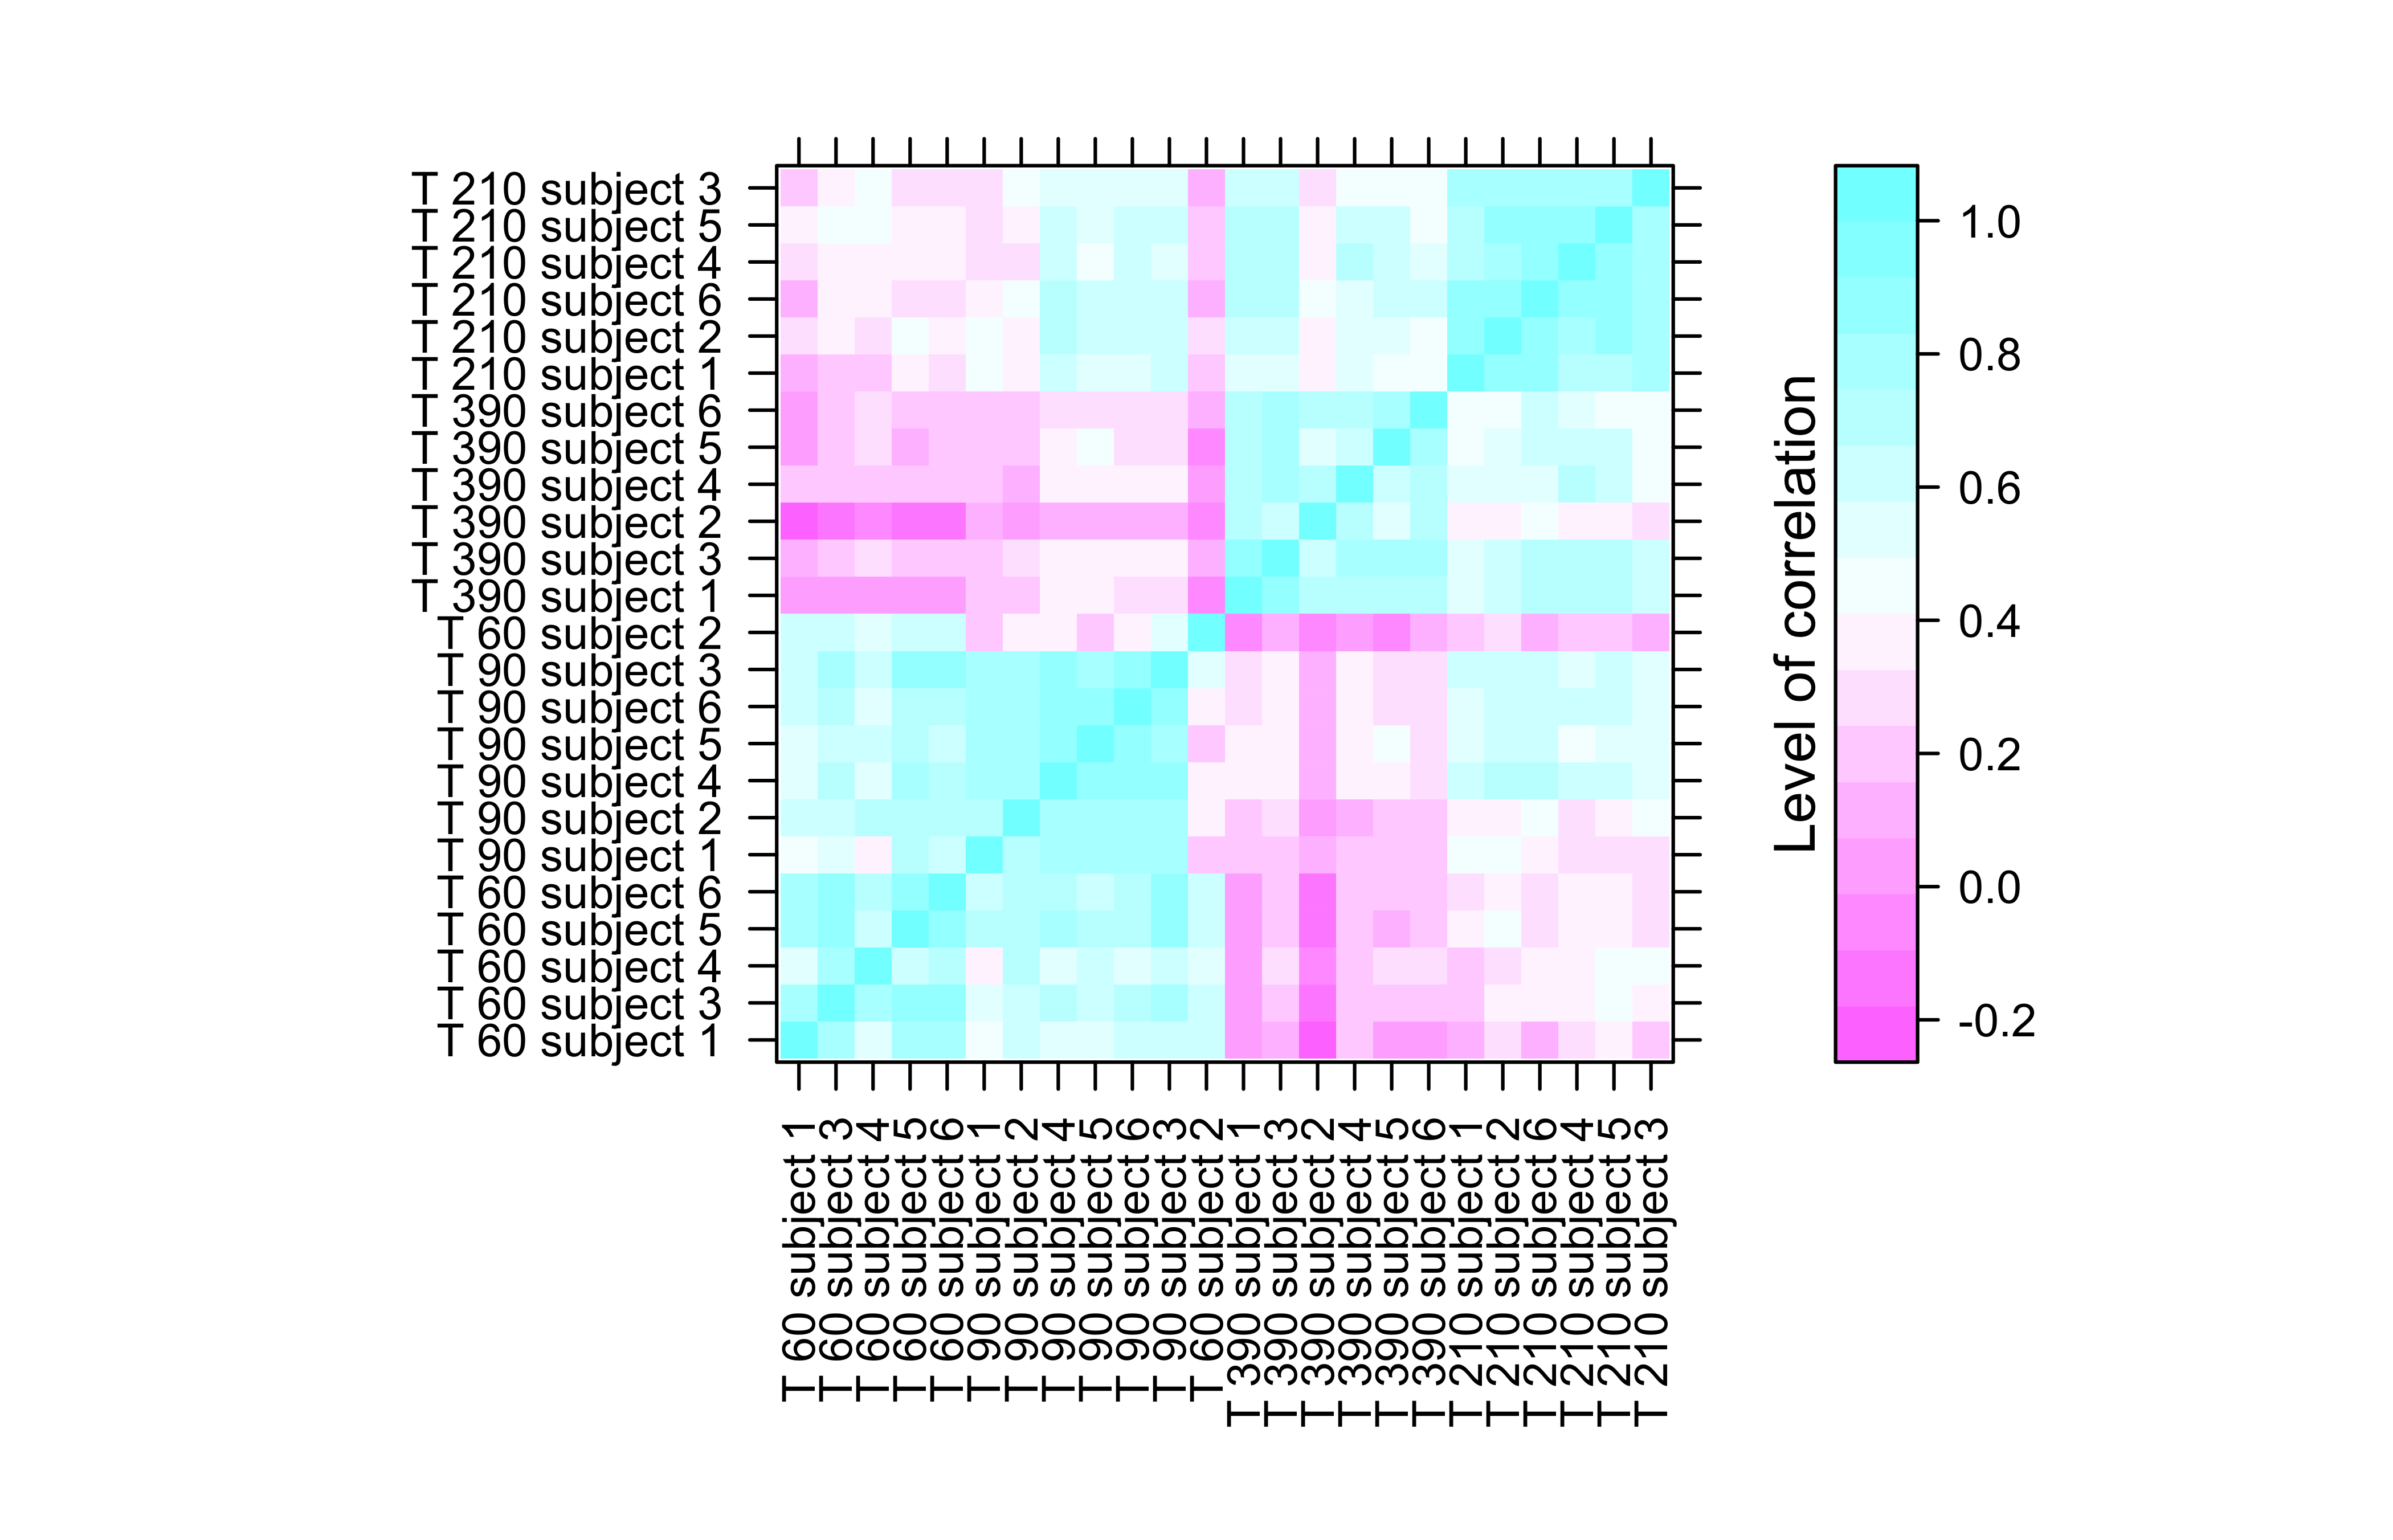 T 210 subject 3
T 210 subject 5
T 210 subject 4
T 210 subject 6
T 210 subject 2
T 210 subject 1
T 390 subject 6
T 390 subject 5
T 390 subject 4
T 390 subject 2
T 390 subject 3
T 390 subject 1
T 60 subject 2
T 90 subject 3
T 90 subject 6
T 90 subject 5
T 90 subject 4
T 90 subject 2
T 90 subject 1
T 60 subject 6
T 60 subject 5
T 60 subject 4
T 60 subject 3
T 60 subject 1
T 60 subject 1
T 60 subject 3
T 60 subject 4
T 60 subject 5
T 60 subject 6
T 90 subject 1
T 90 subject 2
T 90 subject 4
T 90 subject 5
T 90 subject 6
T 90 subject 3
T 60 subject 2
T 390 subject 1
T 390 subject 3
T 390 subject 2
T 390 subject 4
T 390 subject 5
T 390 subject 6
T 210 subject 1
T 210 subject 2
T 210 subject 6
T 210 subject 4
T 210 subject 5
T 210 subject 3
Level of correlation
1.0
0.8
0.6
0.4
0.2
0.0
-0.2